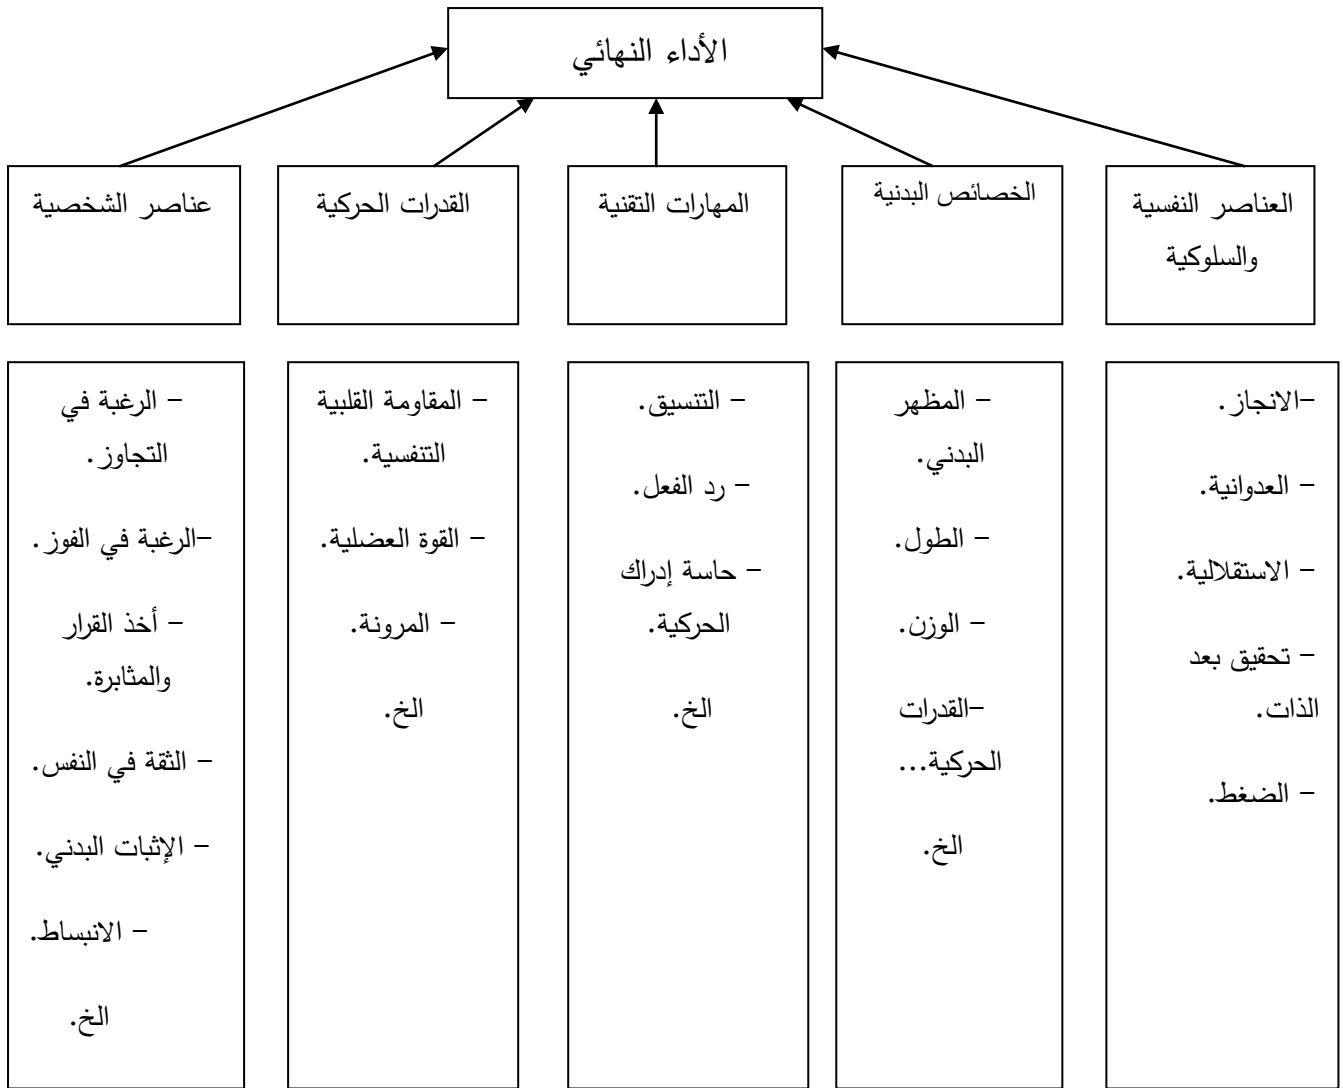 الأداء النهائي
العناصر النفسية
والسلوكية
الخصائص البدنية
المهارات التقنية
القدرات الحركية
عناصر الشخصية
–الانجاز.
– العدوانية.
– الاستقلالية.
– تحقيق بعد
الذات.
– الضغط.
– المظهر
البدني.
– الطول.
– الوزن.
–القدرات
الحركية...
الخ.
– التنسيق.
– رد الفعل.
– حاسة إدراك
الحركية.
الخ.
– المقاومة القلبية
التنفسية.
– القوة العضلية.
– المرونة.
الخ.
– الرغبة في
التجاوز.
–الرغبة في الفوز.
– أخذ القرار
والمثابرة.
– الثقة في النفس.
– الإثبات البدني.
– الانبساط.
الخ.